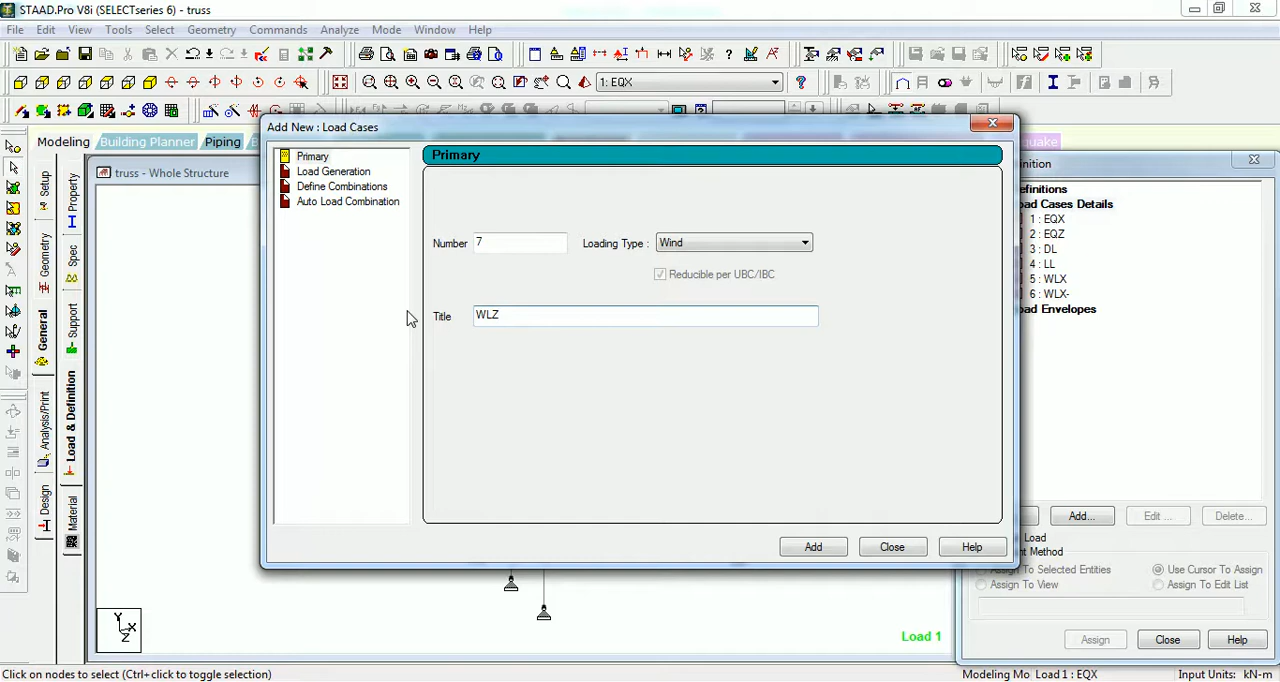 STAAD.Pro V8i (SELECTseries 6) - truss
File Edit View Tools Select Geometry Commands Analyze Mode Window Help
1: EQX
Modeling Building Planner Piping
truss - Whole Structure
Setup
Geometry
General
Analysis/Print
Design
Property
Spec
Support
Load & Definition
Material
Add New : Load Cases
Primary
Load Generation
Define Combinations
Auto Load Combination
Primary
Number 7 Loading Type : Wind
Reducible per UBC/IBC
Title WLZ
Add Close Help
1 : EQX
2 : EQZ
3 : DL
4 : LL
5 : WLX
6 : WLX-
Add... Edit ... Delete...
Load
Method
To Selected Entities Use Cursor To Assign
Assign To View Assign To Edit List
Assign Close Help
Y
X
Z
Load 1
Click on nodes to select (Ctrl+click to toggle selection) Modeling Mo Load 1 : EQX Input Units: kN-m